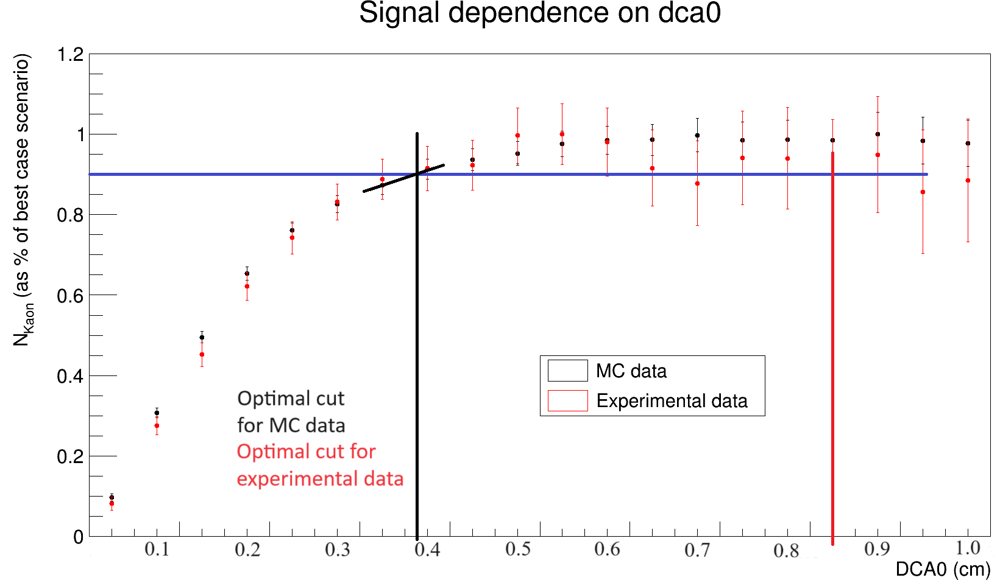 Signal dependence on dca0
N_Kaon (as % of best case scenario)
1.2
1
0.8
0.6
0.4
0.2
0
MC data
Experimental data
Optimal cut
for MC data
Optimal cut for
experimental data
0.1 0.2 0.3 0.4 0.5 0.6 0.7 0.8 0.9 1.0
DCA0 (cm)